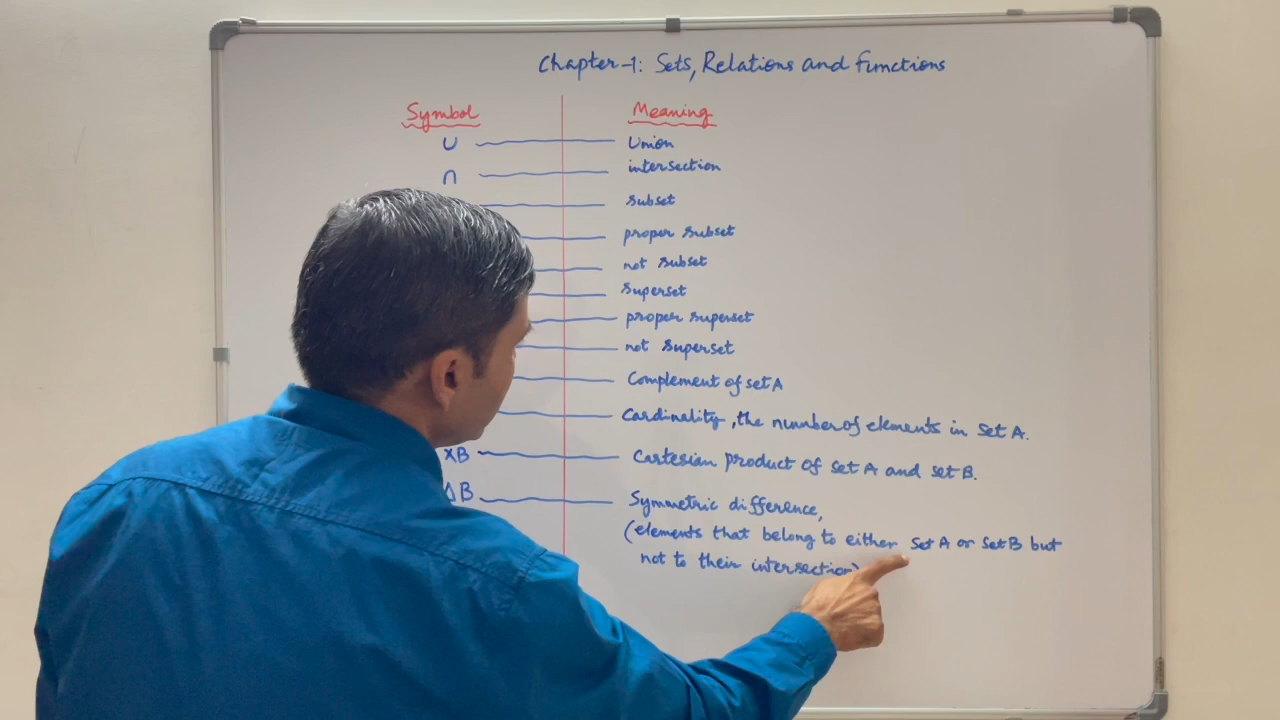 Chapter-1: Sets, Relations and Functions
Symbol Meaning
∪ Union
∩ intersection
subset
proper subset
not subset
superset
proper superset
not superset
Complement of set A
Cardinality, the number of elements in set A.
×B Cartesian product of set A and set B.
ΔB Symmetric difference,
(elements that belong to either set A or set B but
not to their intersection)